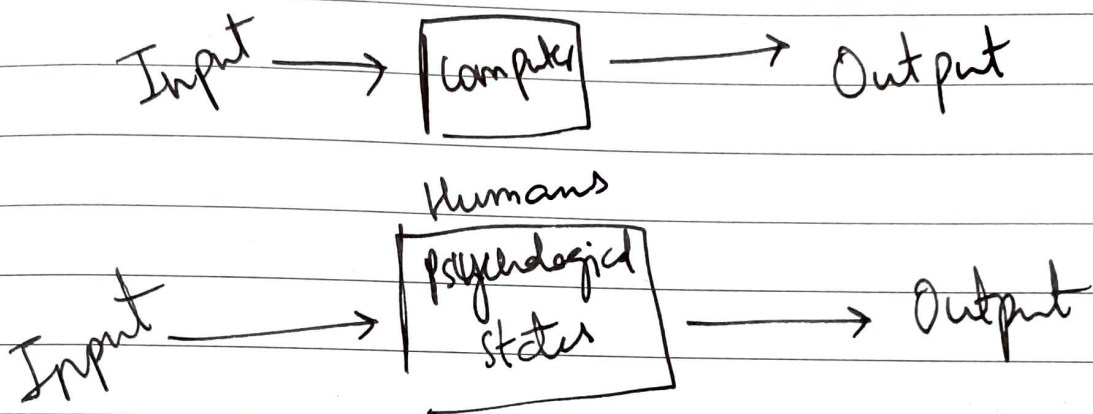 Input → computer → Output
Humans
Input → psychological states → Output